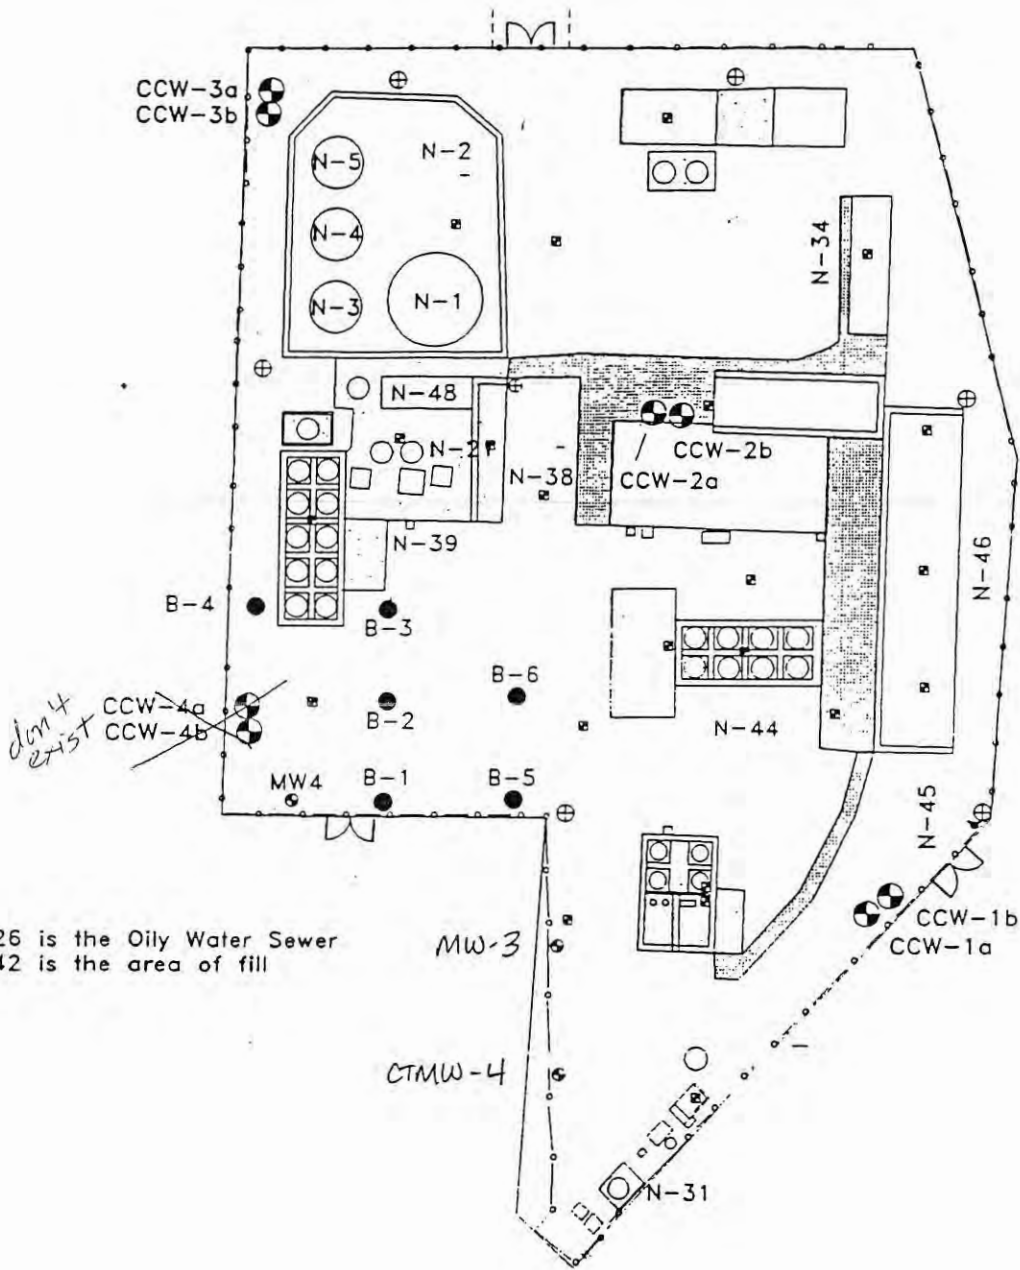 CCW-3a
CCW-3b
N-5
N-2
N-4
N-34
N-3
N-1
N-48
CCW-2b
N-38
CCW-2a
N-39
N-46
B-4
B-3
B-6
don't exist
CCW-4a
CCW-4b
B-2
N-44
MW4
B-1
B-5
N-45
CCW-1b
CCW-1a
26 is the Oily Water Sewer
42 is the area of fill
MW-3
CTMW-4
N-31